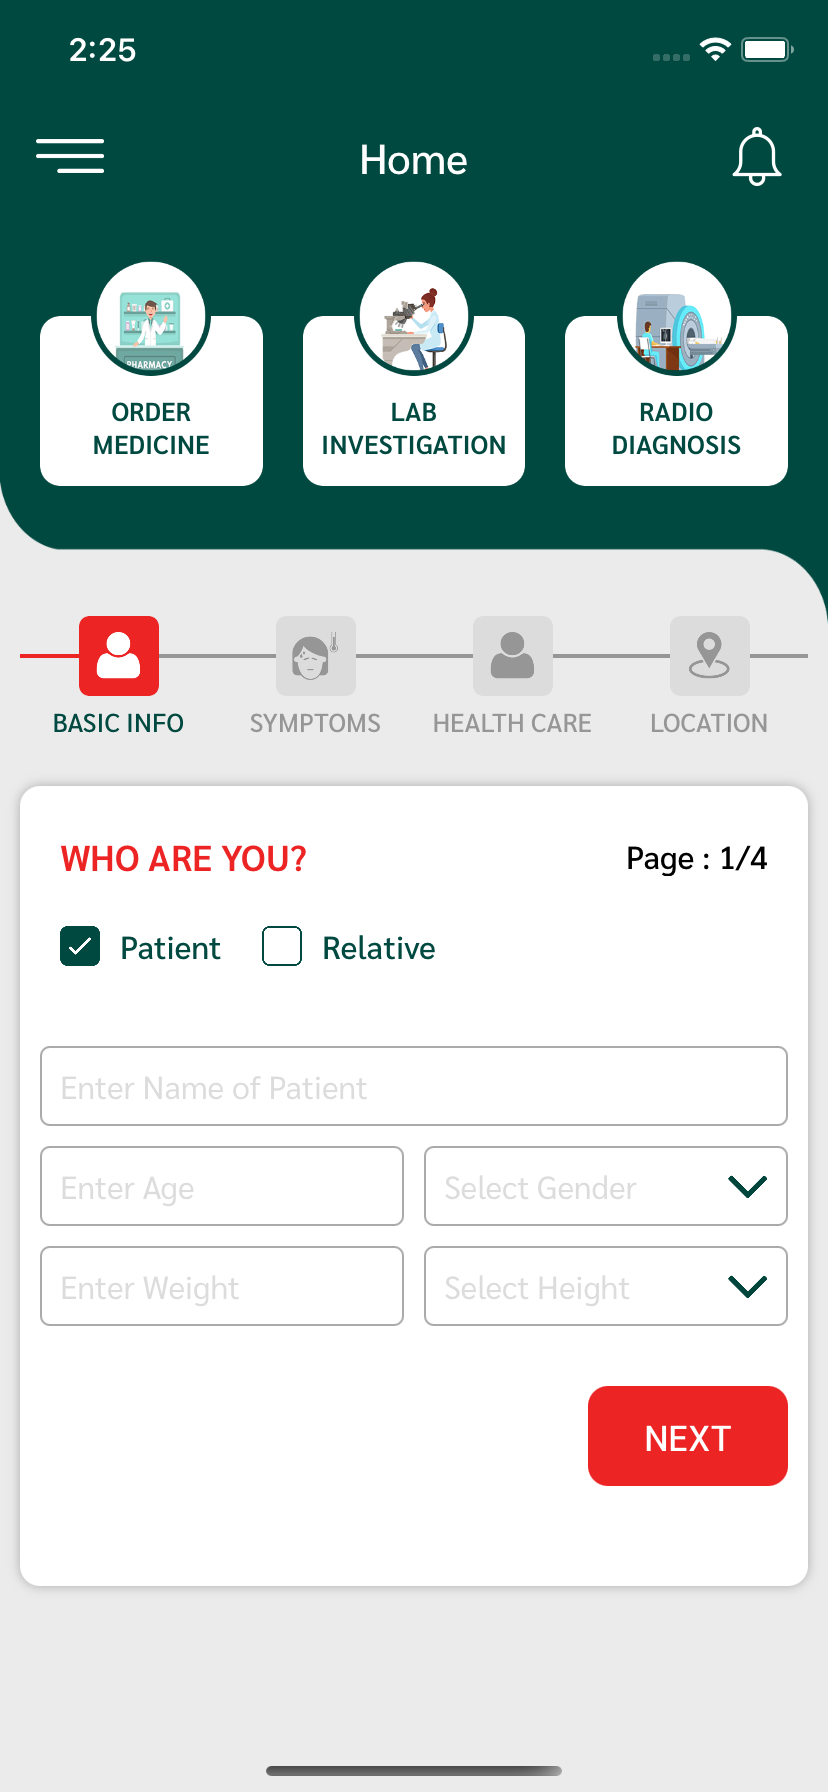 2:25
Home
PHARMACY
ORDER
MEDICINE
LAB
INVESTIGATION
RADIO
DIAGNOSIS
BASIC INFO
SYMPTOMS
HEALTH CARE
LOCATION
WHO ARE YOU?
Page : 1/4
Patient
Relative
Enter Name of Patient
Enter Age
Select Gender
Enter Weight
Select Height
NEXT